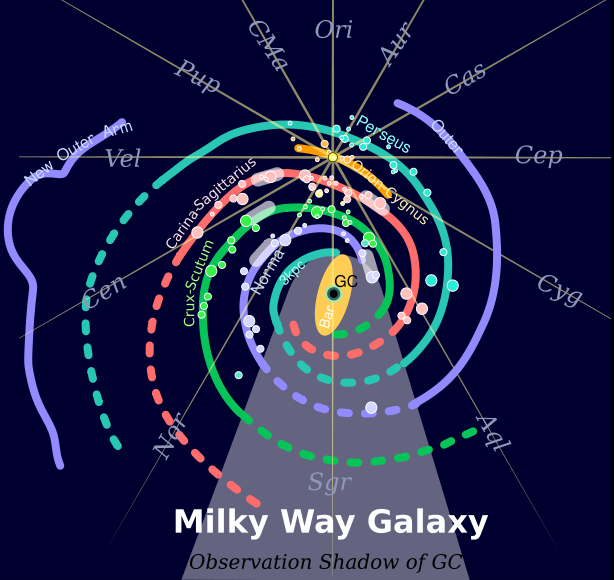 Ori
CMa
Aur
Pup
Cas
Perseus
Outer
New Outer Arm
Vel
Cep
Orion-Cygnus
Carina-Sagittarius
Crux-Scutum
Norma
3kpc
GC
Bar
Cen
Cyg
Nor
Aql
Sgr
Milky Way Galaxy
Observation Shadow of GC